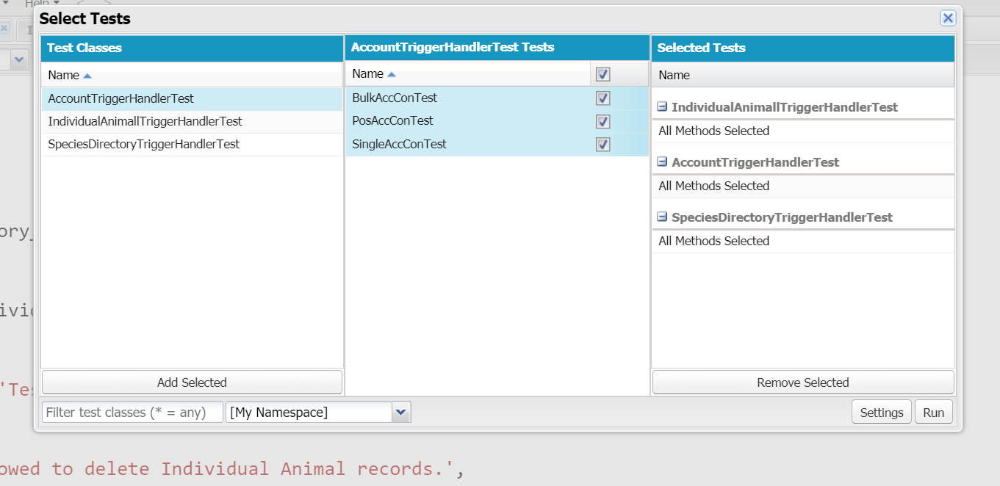 Help
Select Tests
Test Classes
Name
AccountTriggerHandlerTest
IndividualAnimallTriggerHandlerTest
SpeciesDirectoryTriggerHandlerTest
Add Selected
AccountTriggerHandlerTest Tests
Name
BulkAccConTest
PosAccConTest
SingleAccConTest
Selected Tests
Name
IndividualAnimallTriggerHandlerTest
All Methods Selected
AccountTriggerHandlerTest
All Methods Selected
SpeciesDirectoryTriggerHandlerTest
All Methods Selected
Remove Selected
Filter test classes (* = any)
[My Namespace]
Settings
Run
ory_
ivid
'Tes
owed to delete Individual Animal records.',